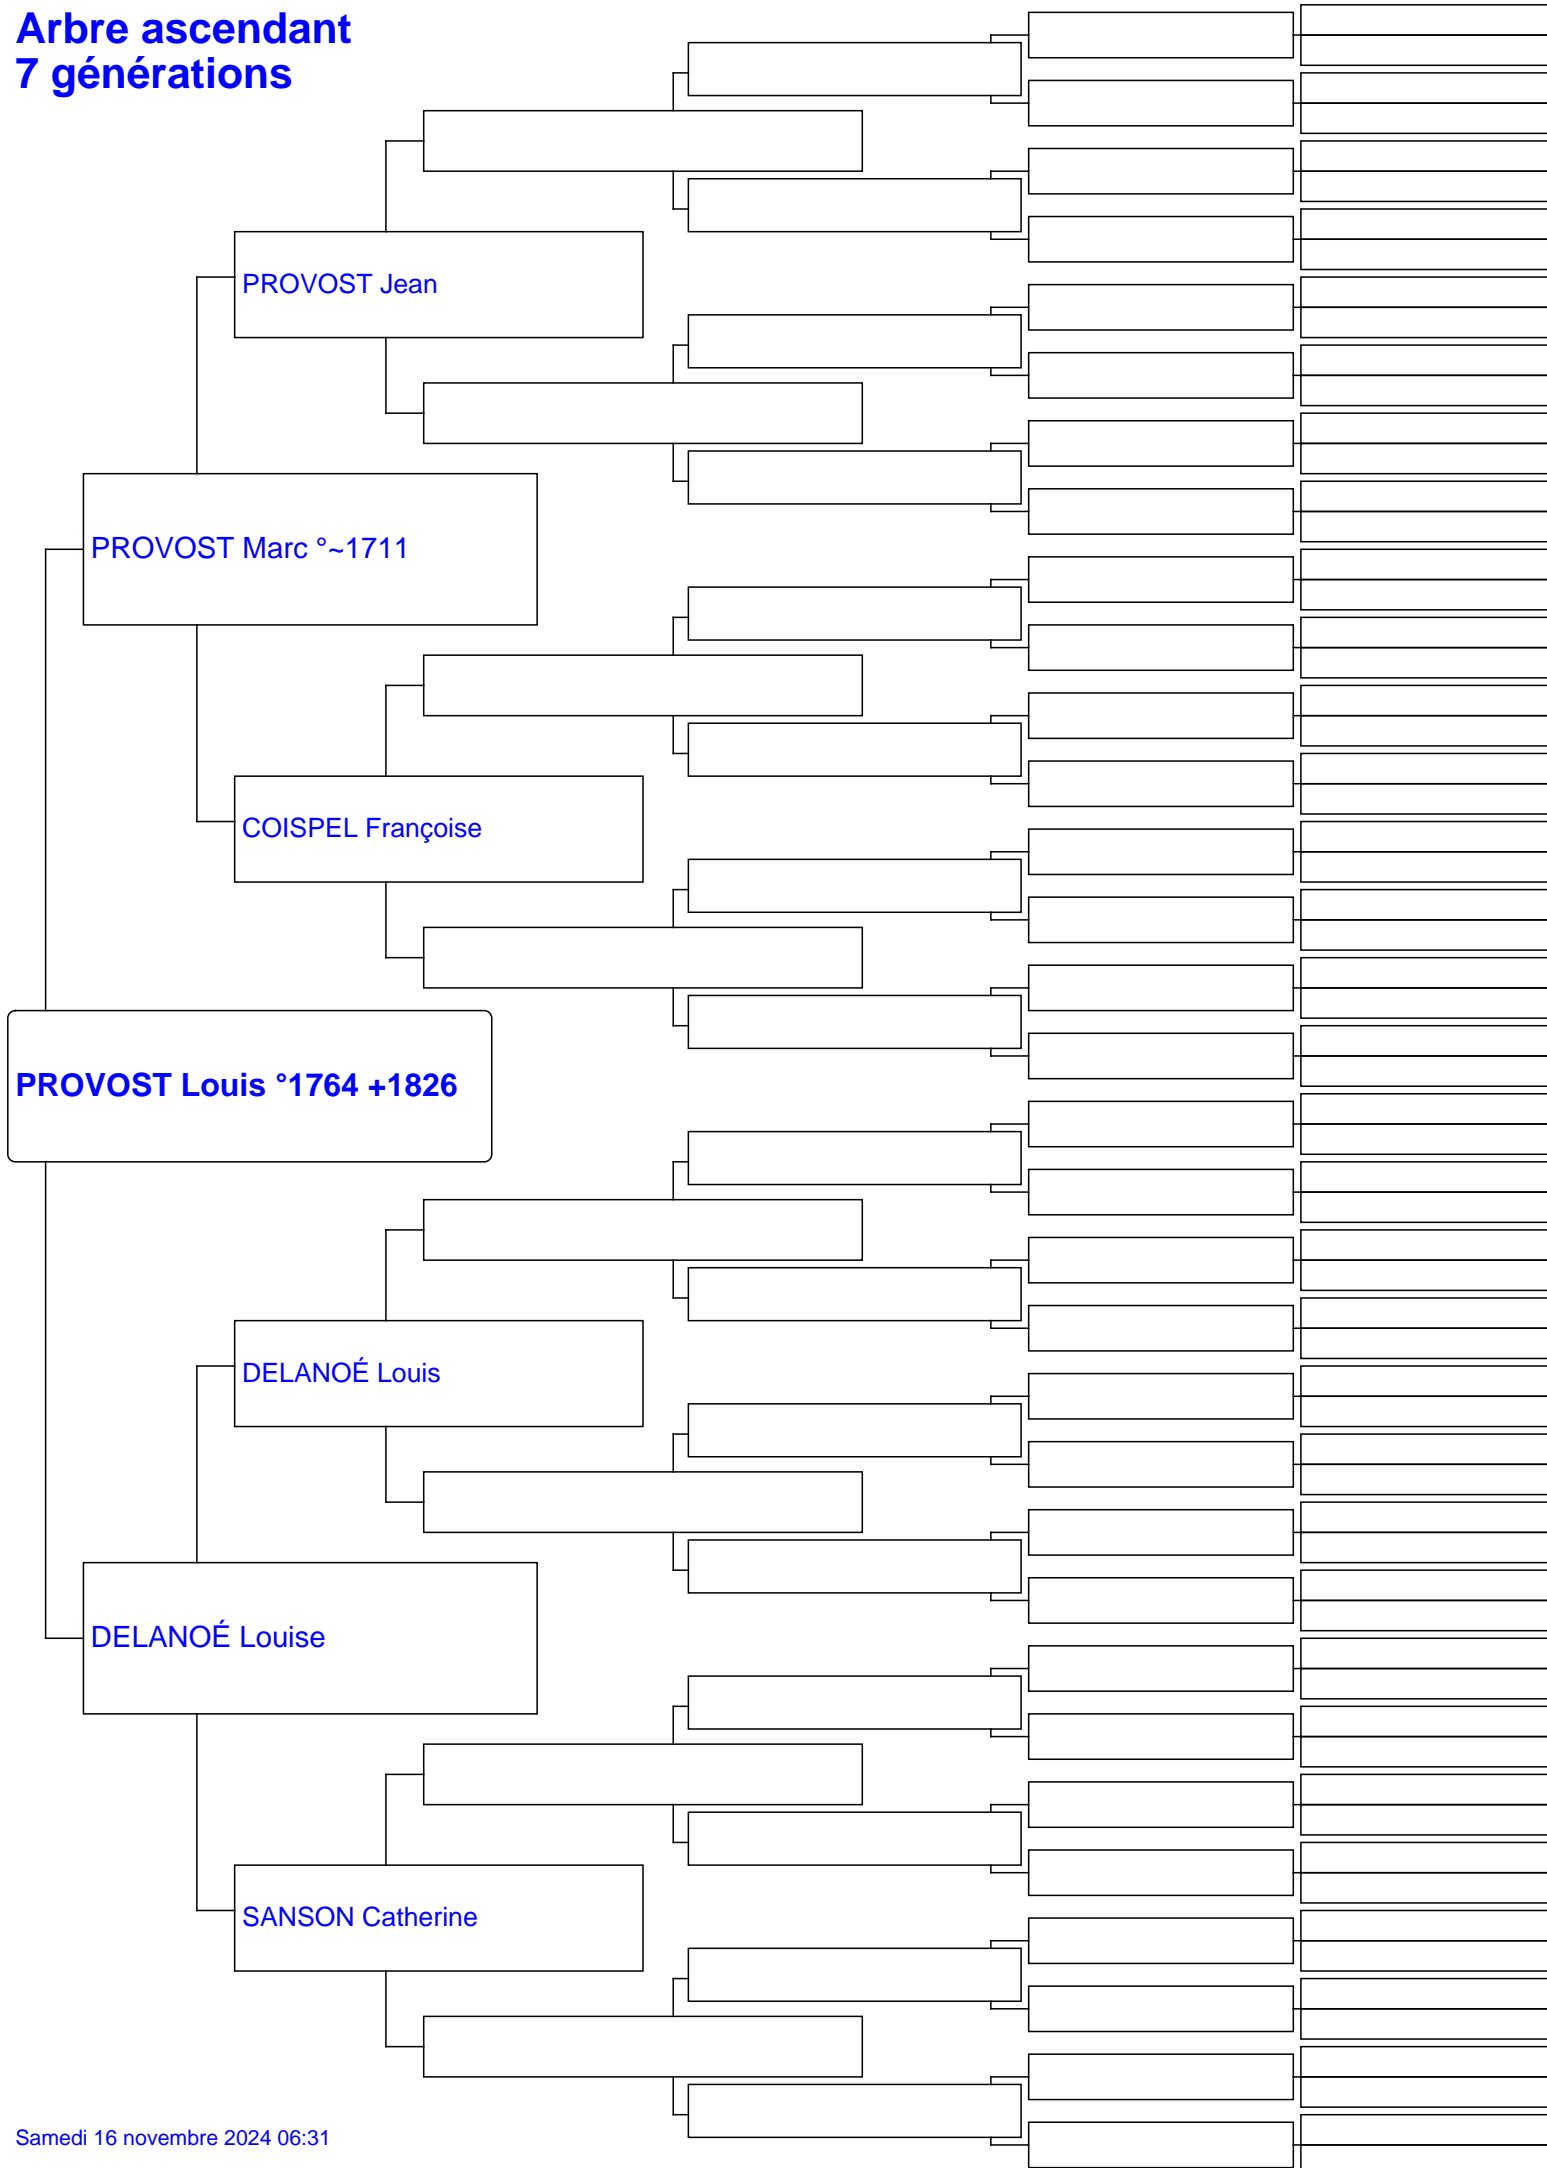 Arbre ascendant
7 générations
PROVOST Jean
PROVOST Marc °~1711
COISPEL Françoise
PROVOST Louis °1764 +1826
DELANOÉ Louis
DELANOÉ Louise
SANSON Catherine
Samedi 16 novembre 2024 06:31